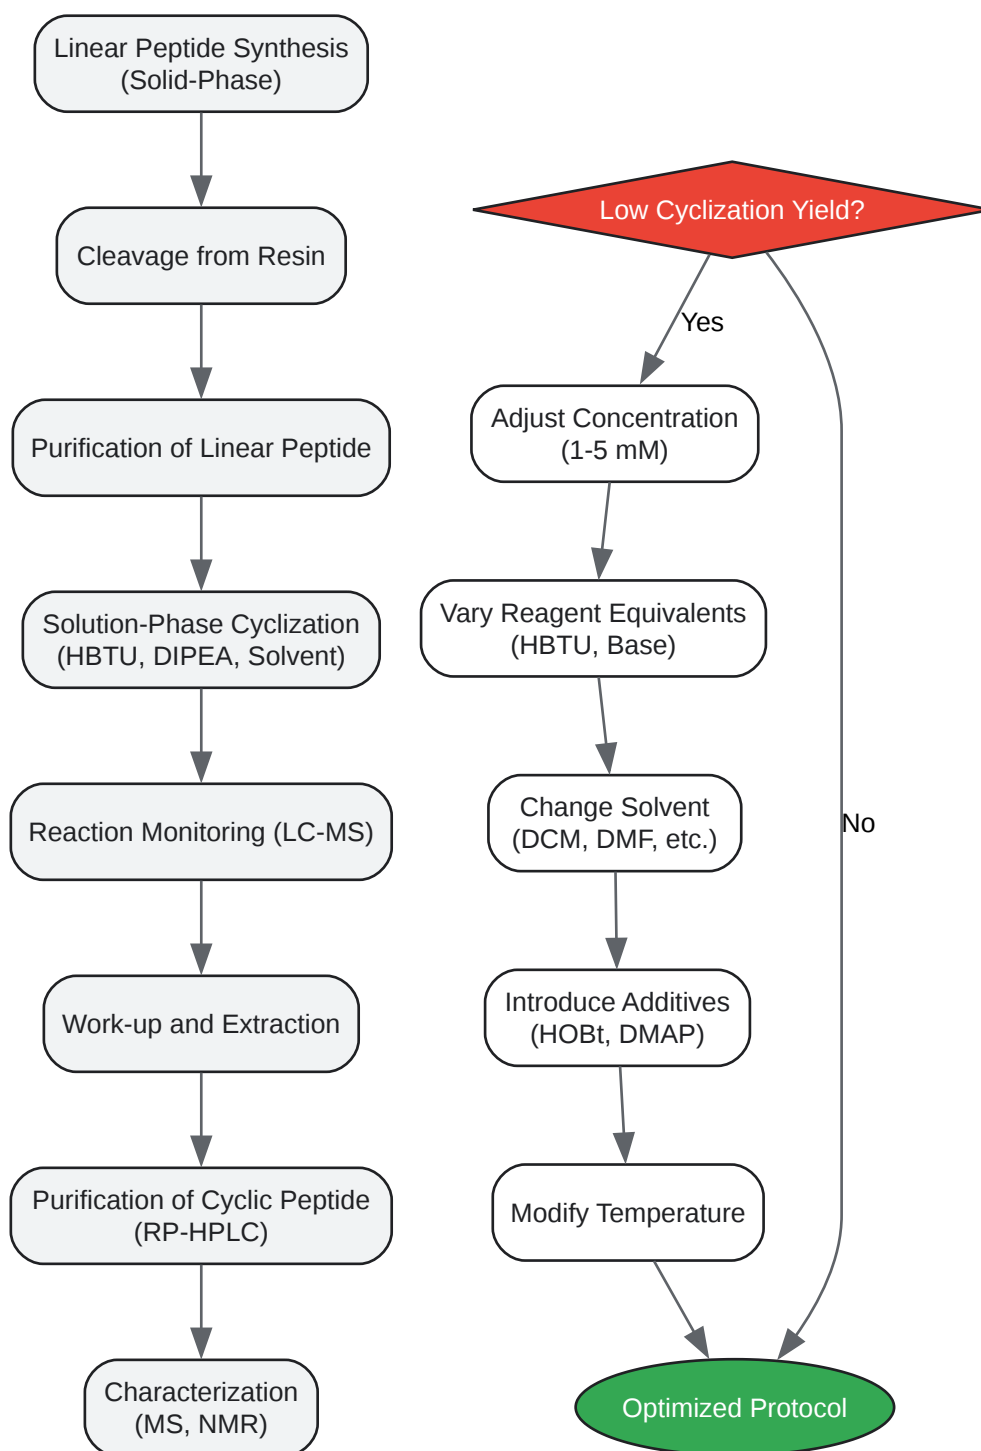 Linear Peptide Synthesis
(Solid-Phase)
Cleavage from Resin
Purification of Linear Peptide
Solution-Phase Cyclization
(HBTU, DIPEA, Solvent)
Reaction Monitoring (LC-MS)
Work-up and Extraction
Purification of Cyclic Peptide
(RP-HPLC)
Characterization
(MS, NMR)
Low Cyclization Yield?
Yes
Adjust Concentration
(1-5 mM)
Vary Reagent Equivalents
(HBTU, Base)
Change Solvent
(DCM, DMF, etc.)
No
Introduce Additives
(HOBt, DMAP)
Modify Temperature
Optimized Protocol